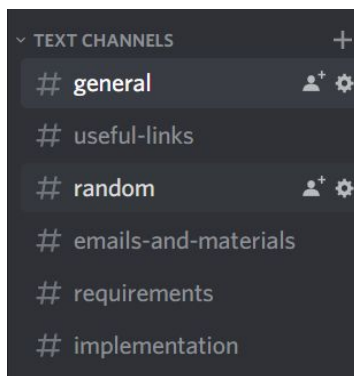 TEXT CHANNELS
# general
# useful-links
# random
# emails-and-materials
# requirements
# implementation